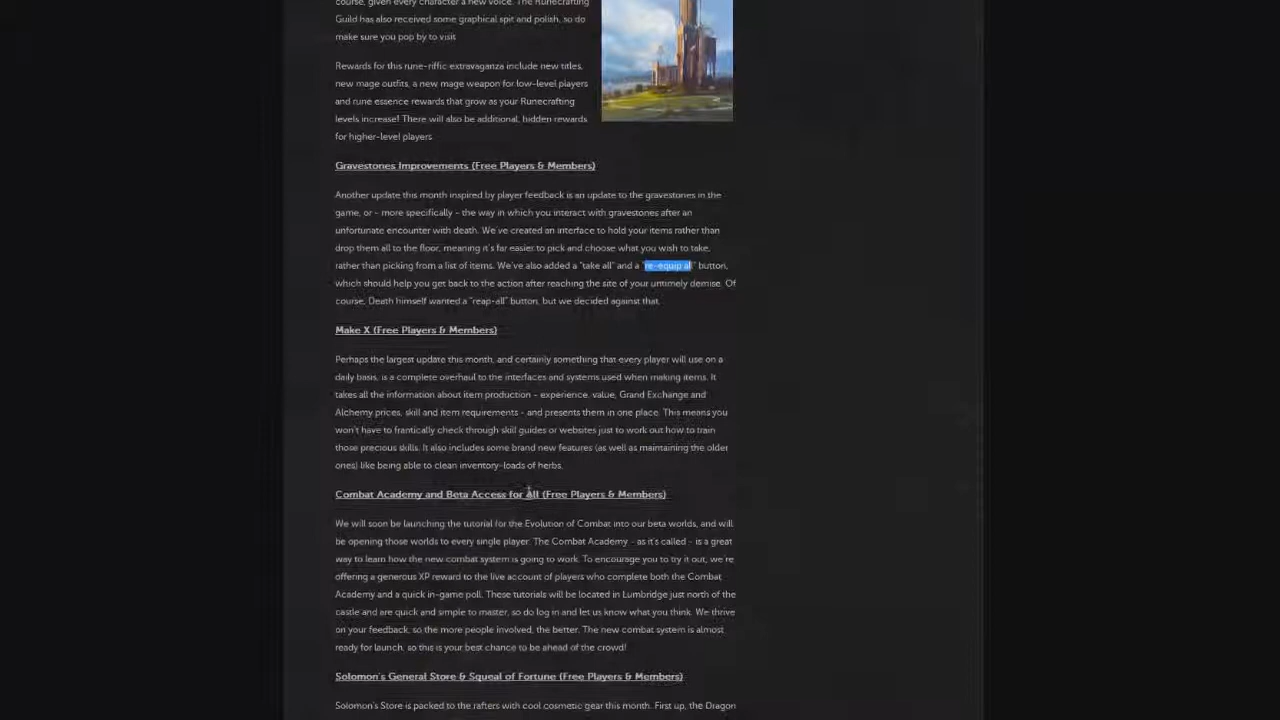 course, given every character a new voice. The Runecrafting
Guild has also received some graphical spit and polish, so do
make sure you pop by to visit.
Rewards for this rune-riffic extravaganza include new titles,
new mage outfits, a new mage weapon for low-level players
and rune essence rewards that grow as your Runecrafting
levels increase! There will also be additional, hidden rewards
for higher-level players
Gravestones Improvements (Free Players & Members)
Another update this month inspired by player feedback is an update to the gravestones in the
game, or - more specifically - the way in which you interact with gravestones after an
unfortunate encounter with death. We've created an interface to hold your items rather than
drop them all to the floor, meaning it's far easier to pick and choose what you wish to take,
rather than picking from a list of items. We've also added a "take all" and a "re-equip all" button,
which should help you get back to the action after reaching the site of your untimely demise. Of
course, Death himself wanted a "reap-all" button, but we decided against that.
Make X (Free Players & Members)
Perhaps the largest update this month, and certainly something that every player will use on a
daily basis, is a complete overhaul to the interfaces and systems used when making items. It
takes all the information about item production - experience, value, Grand Exchange and
Alchemy prices, skill and item requirements - and presents them in one place. This means you
won't have to frantically check through skill guides or websites just to work out how to train
those precious skills. It also includes some brand new features (as well as maintaining the older
ones) like being able to clean inventory-loads of herbs.
Combat Academy and Beta Access for All (Free Players & Members)
We will soon be launching the tutorial for the Evolution of Combat into our beta worlds, and will
be opening those worlds to every single player. The Combat Academy - as it's called - is a great
way to learn how the new combat system is going to work. To encourage you to try it out, we're
offering a generous XP reward to the live account of players who complete both the Combat
Academy and a quick in-game poll. These tutorials will be located in Lumbridge just north of the
castle and are quick and simple to master, so do log in and let us know what you think. We thrive
on your feedback, so the more people involved, the better. The new combat system is almost
ready for launch, so this is your best chance to be ahead of the crowd!
Solomon's General Store & Squeal of Fortune (Free Players & Members)
Solomon's Store is packed to the rafters with cool cosmetic gear this month. First up, the Dragon